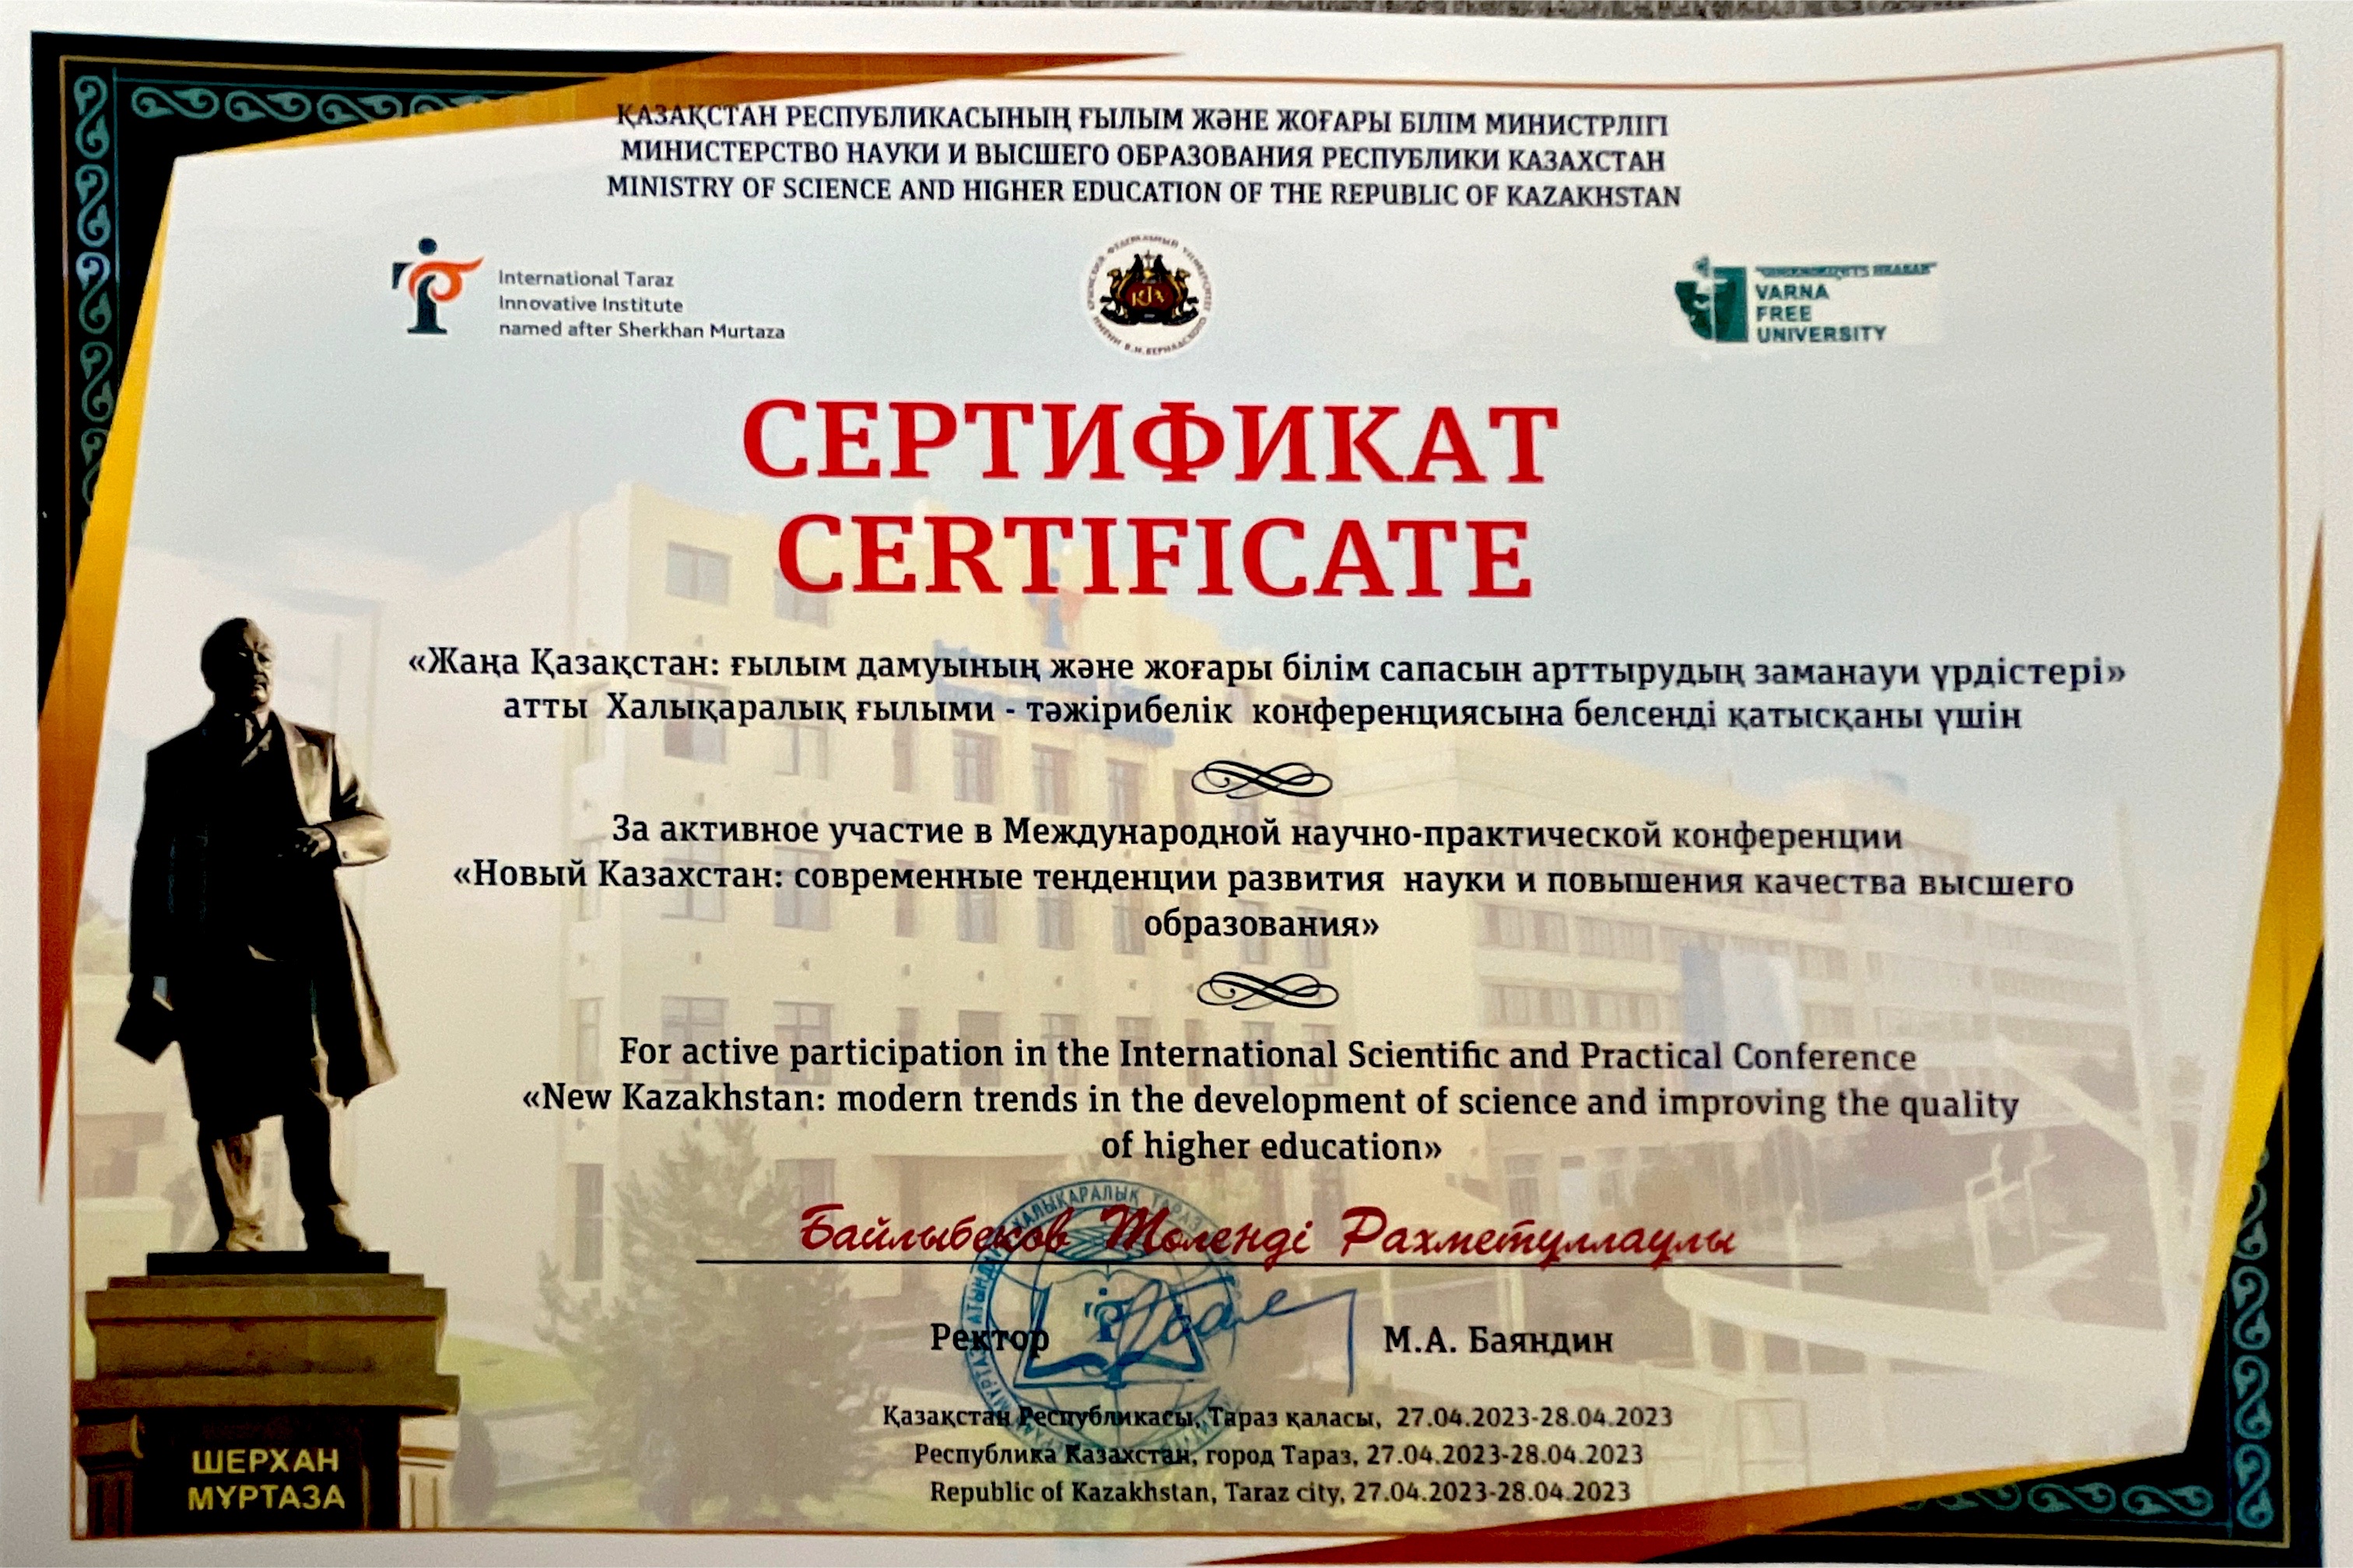 ҚАЗАҚСТАН РЕСПУБЛИКАСЫНЫҢ ҒЫЛЫМ ЖӘНЕ ЖОҒАРЫ БІЛІМ МИНИСТРЛІГІ
МИНИСТЕРСТВО НАУКИ И ВЫСШЕГО ОБРАЗОВАНИЯ РЕСПУБЛИКИ КАЗАХСТАН
MINISTRY OF SCIENCE AND HIGHER EDUCATION OF THE REPUBLIC OF KAZAKHSTAN
International Taraz
Innovative Institute
named after Sherkhan Murtaza
VARNA
FREE
UNIVERSITY
СЕРТИФИКАТ
CERTIFICATE
«Жаңа Қазақстан: ғылым дамуының және жоғары білім сапасын арттырудың заманауи үрдістері»
атты Халықаралық ғылыми - тәжірибелік конференциясына белсенді қатысқаны үшін
За активное участие в Международной научно-практической конференции
«Новый Казахстан: современные тенденции развития науки и повышения качества высшего
образования»
For active participation in the International Scientific and Practical Conference
«New Kazakhstan: modern trends in the development of science and improving the quality
of higher education»
Байлыбеков Төленді Рахметуллаулы
Ректор М.А. Баяндин
Қазақстан Республикасы, Тараз қаласы, 27.04.2023-28.04.2023
Республика Казахстан, город Тараз, 27.04.2023-28.04.2023
Republic of Kazakhstan, Taraz city, 27.04.2023-28.04.2023
ШЕРХАН
МҰРТАЗА